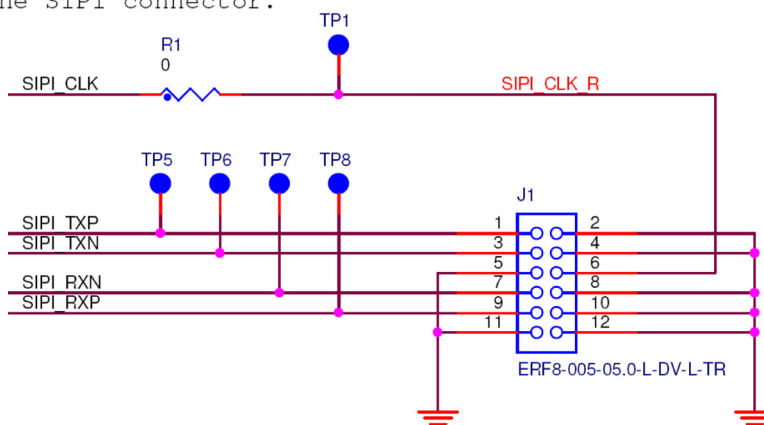 he SIPI connector.
TP1
R1
0
SIPI_CLK
SIPI_CLK_R
TP5 TP6 TP7 TP8
J1
SIPI_TXP 1 2
SIPI_TXN 3 4
5 6
SIPI_RXN 7 8
SIPI_RXP 9 10
11 12
ERF8-005-05.0-L-DV-L-TR